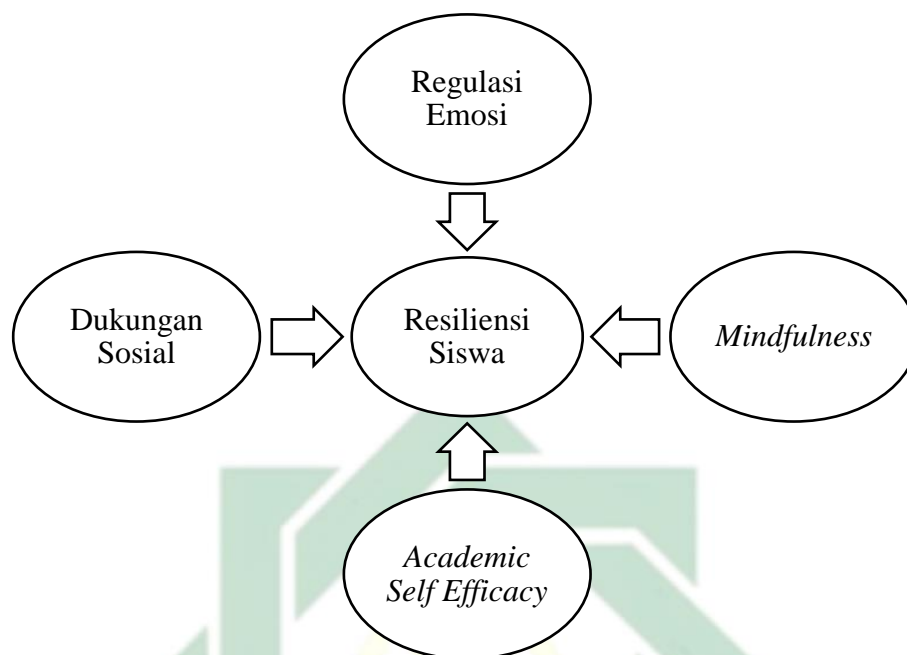 Regulasi
Emosi
Dukungan
Sosial
Resiliensi
Siswa
Mindfulness
Academic
Self Efficacy